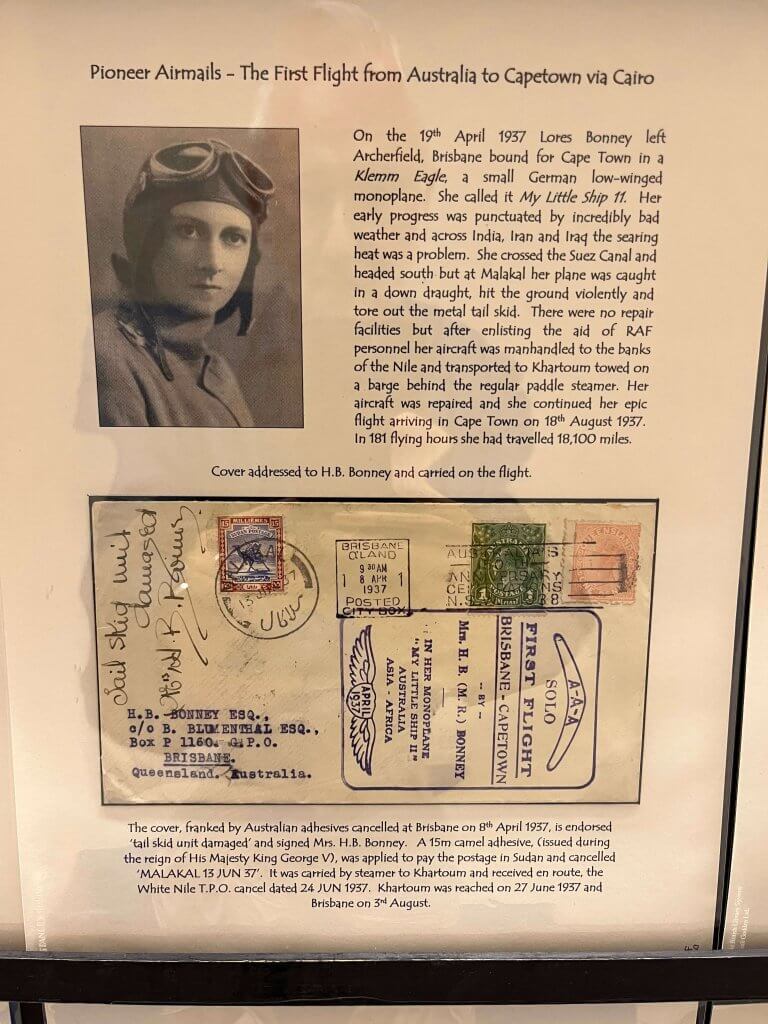 Pioneer Airmails – The First Flight from Australia to Capetown via Cairo
On the 19th April 1937 Lores Bonney left
Archerfield, Brisbane bound for Cape Town in a
Klemm Eagle, a small German low-winged
monoplane. She called it My Little Ship 11. Her
early progress was punctuated by incredibly bad
weather and across India, Iran and Iraq the searing
heat was a problem. She crossed the Suez Canal and
headed south but at Malakal her plane was caught
in a down draught, hit the ground violently and
tore out the metal tail skid. There were no repair
facilities but after enlisting the aid of RAF
personnel her aircraft was manhandled to the banks
of the Nile and transported to Khartoum towed on
a barge behind the regular paddle steamer. Her
aircraft was repaired and she continued her epic
flight arriving in Cape Town on 18th August 1937.
In 181 flying hours she had travelled 18,100 miles.
Cover addressed to H.B. Bonney and carried on the flight.
Tail skid unit
damaged
MILLIEMES
15 15
BRISBANE
Q'LAND
9 30 AM
1 8 APR 1
1937
POSTED
CITY BOX
AUSTRALIA'S
ANNIVERSARY
1 1
A-A-A
SOLO
FIRST FLIGHT
BRISBANE - CAPETOWN
-- BY --
Mrs. H. B. (M. R.) BONNEY
IN HER MONOPLANE
"MY LITTLE SHIP II"
AUSTRALIA
ASIA - AFRICA
APRIL
1937
H.B. BONNEY ESQ.,
c/o B. BLUMENTHAL ESQ.,
Box P 1160. G.P.O.
BRISBANE.
Queensland. Australia.
The cover, franked by Australian adhesives cancelled at Brisbane on 8th April 1937, is endorsed
'tail skid unit damaged' and signed Mrs. H.B. Bonney. A 15m camel adhesive, (issued during
the reign of His Majesty King George V), was applied to pay the postage in Sudan and cancelled
'MALAKAL 13 JUN 37'. It was carried by steamer to Khartoum and received en route, the
White Nile T.P.O. cancel dated 24 JUN 1937. Khartoum was reached on 27 June 1937 and
Brisbane on 3rd August.